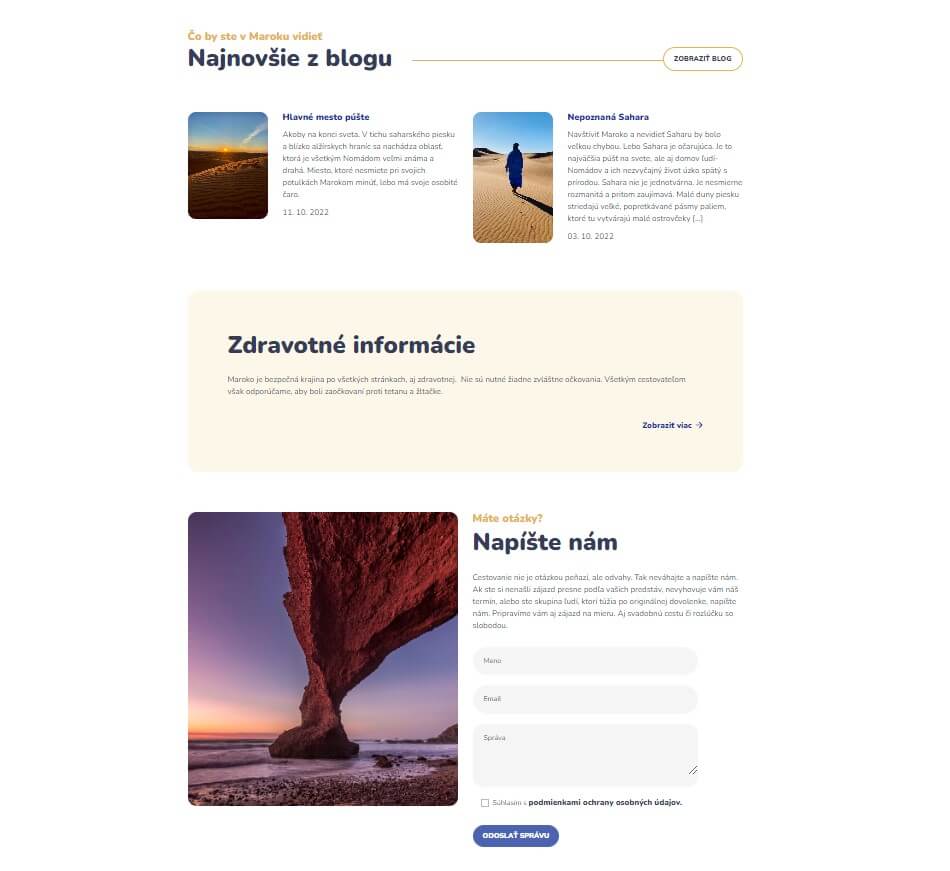 Čo by ste v Maroku vidieť
Najnovšie z blogu
ZOBRAZIŤ BLOG
Hlavné mesto púšte
Akoby na konci sveta. V tichu saharského piesku
a blízko alžírskych hraníc sa nachádza oblasť,
ktorá je všetkým Nomádom veľmi známa a
drahá. Miesto, ktoré nesmiete pri svojich
potulkách Marokom minúť, lebo má svoje osobité
čaro.
11. 10. 2022
Nepoznaná Sahara
Navštíviť Maroko a nevidieť Saharu by bolo
veľkou chybou. Lebo Sahara je očarujúca. Je to
najväčšia púšť na svete, ale aj domov ľudí-
Nomádov a ich nezvyčajný život úzko spätý s
prírodou. Sahara nie je jednotvárna. Je nesmierne
rozmanitá a pritom zaujímavá. Malé duny piesku
striedajú veľké, popretkávané pásmy paliem,
ktoré tu vytvárajú malé ostrovčeky [...]
03. 10. 2022
Zdravotné informácie
Maroko je bezpečná krajina po všetkých stránkach, aj zdravotnej. Nie sú nutné žiadne zvláštne očkovania. Všetkým cestovateľom
však odporúčame, aby boli zaočkovaní proti tetanu a žltačke.
Zobraziť viac →
Máte otázky?
Napíšte nám
Cestovanie nie je otázkou peňazí, ale odvahy. Tak neváhajte a napíšte nám.
Ak ste si nenašli zájazd presne podľa vašich predstáv, nevyhovuje vám náš
termín, alebo ste skupina ľudí, ktorí túžia po originálnej dovolenke, napíšte
nám. Pripravíme vám aj zájazd na mieru. Aj svadobnú cestu či rozlúčku so
slobodou.
Meno
Email
Správa
Súhlasím s podmienkami ochrany osobných údajov.
ODOSLAŤ SPRÁVU